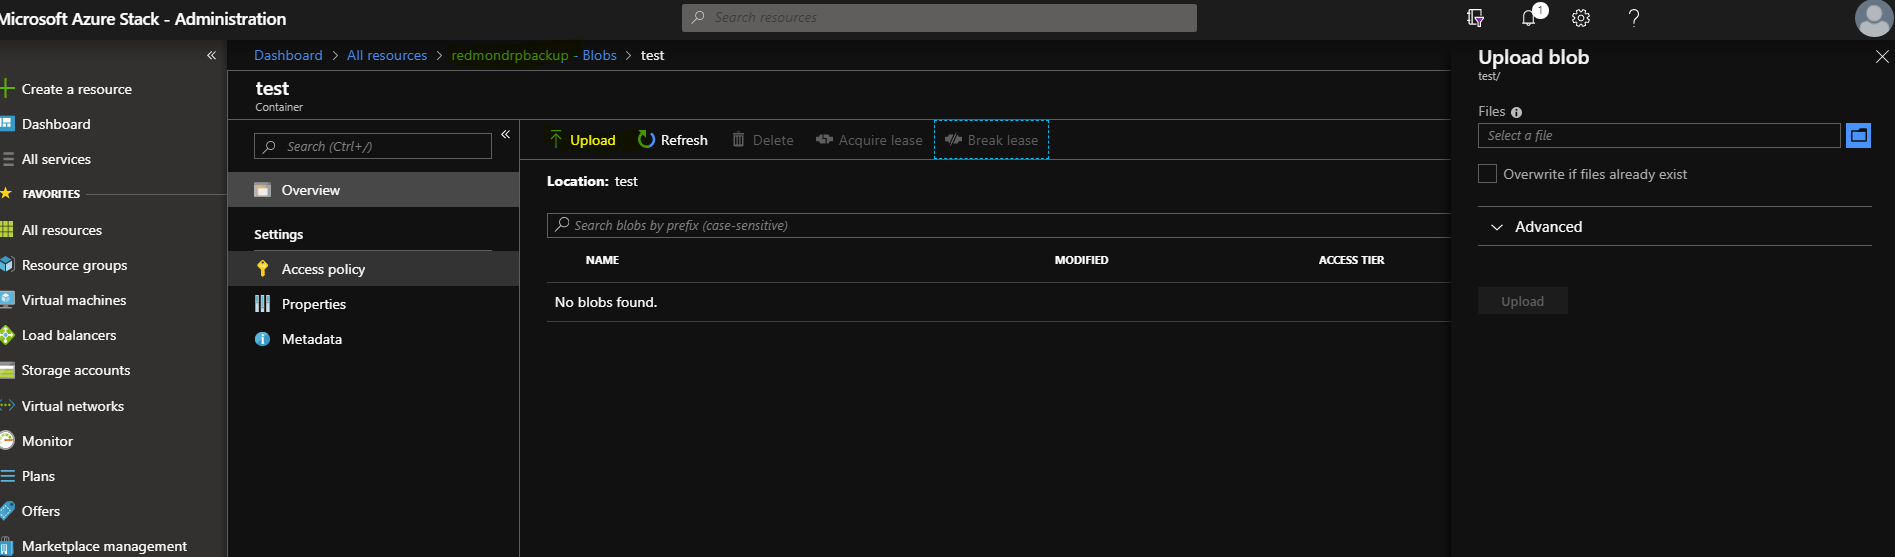 Microsoft Azure Stack - Administration
Search resources
1
Create a resource
Dashboard
All services
FAVORITES
All resources
Resource groups
Virtual machines
Load balancers
Storage accounts
Virtual networks
Monitor
Plans
Offers
Marketplace management
Dashboard > All resources > redmondrpbackup - Blobs > test
test
Container
Search (Ctrl+/)
Overview
Settings
Access policy
Properties
Metadata
Upload Refresh Delete Acquire lease Break lease
Location: test
Search blobs by prefix (case-sensitive)
NAME MODIFIED ACCESS TIER
No blobs found.
Upload blob
test/
Files
Select a file
Overwrite if files already exist
Advanced
Upload